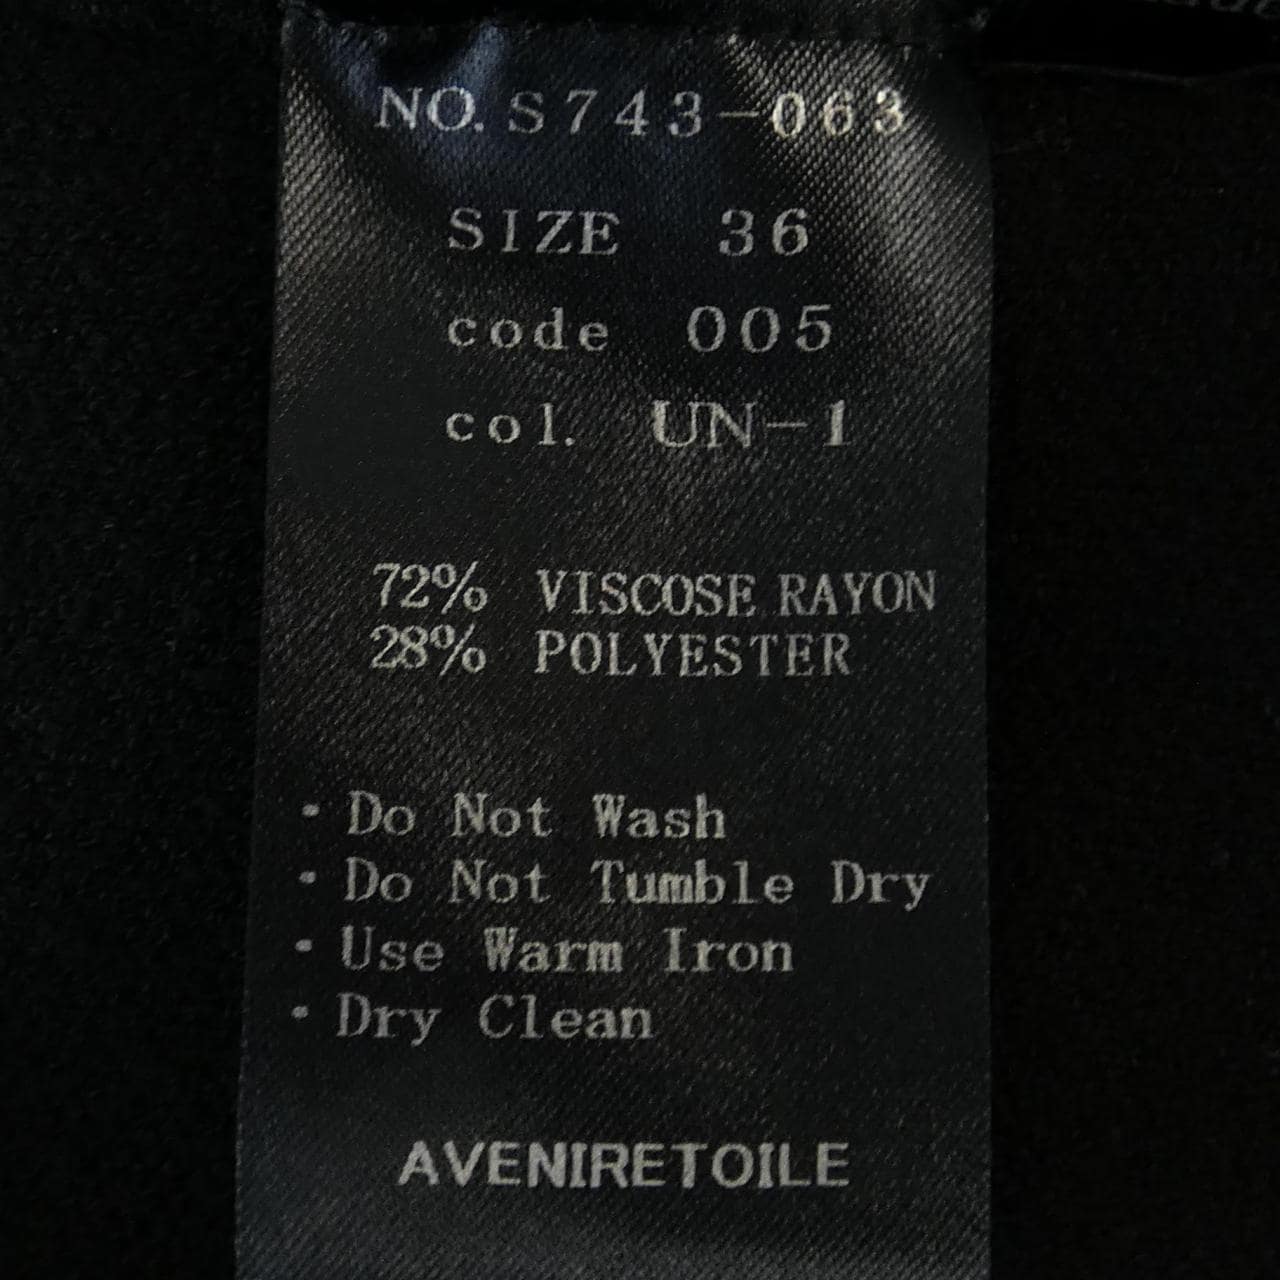 NO. S743-063
SIZE 36
code 005
col. UN-1
72% VISCOSE RAYON
28% POLYESTER
・Do Not Wash
・Do Not Tumble Dry
・Use Warm Iron
・Dry Clean
AVENIRETOILE